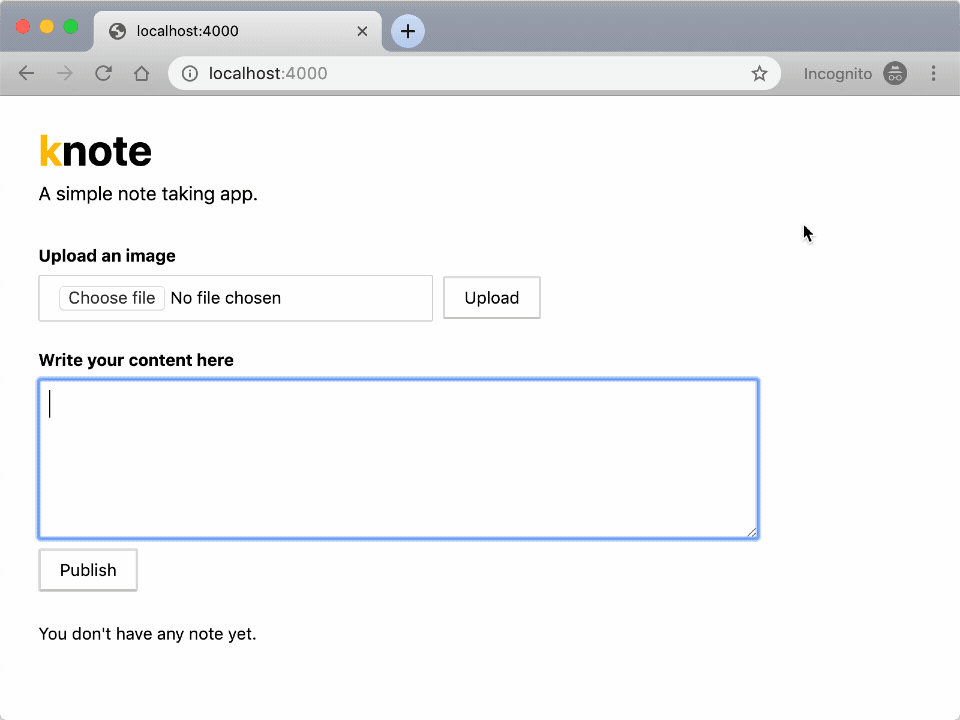 localhost:4000
localhost:4000 Incognito
knote
A simple note taking app.
Upload an image
Choose file No file chosen Upload
Write your content here
Publish
You don't have any note yet.